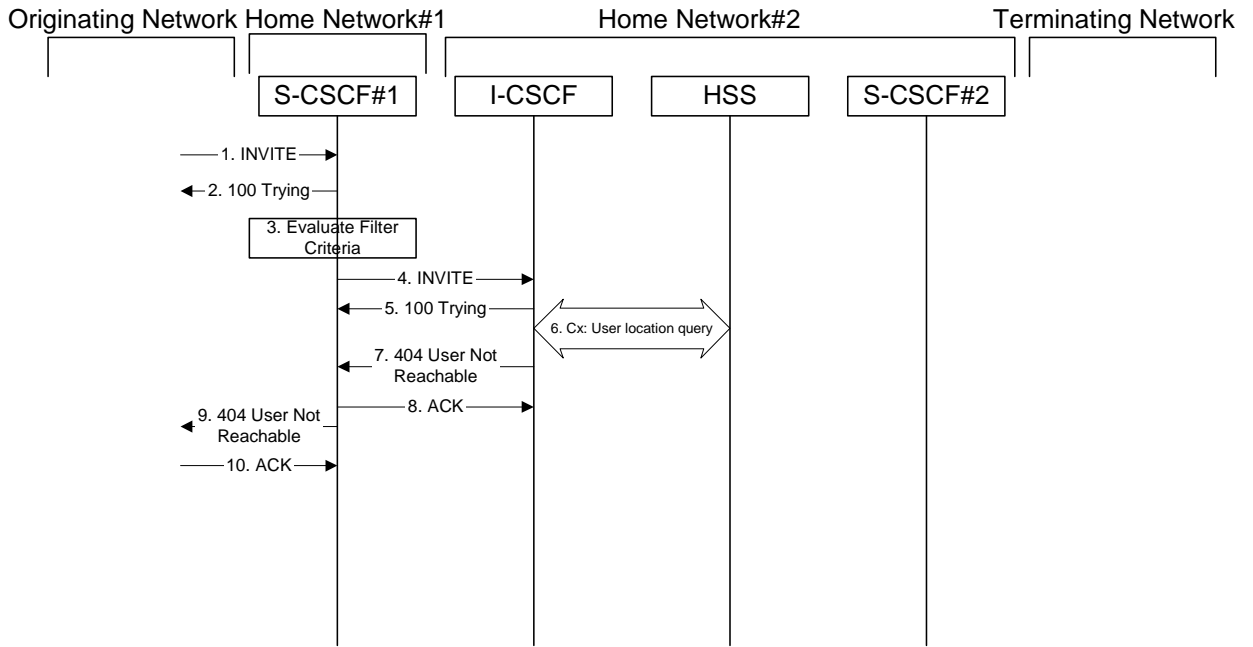 Originating Network Home Network#1 Home Network#2 Terminating Network
S-CSCF#1 I-CSCF HSS S-CSCF#2
1. INVITE
2. 100 Trying
3. Evaluate Filter
Criteria
4. INVITE
5. 100 Trying
6. Cx: User location query
7. 404 User Not
Reachable
8. ACK
9. 404 User Not
Reachable
10. ACK